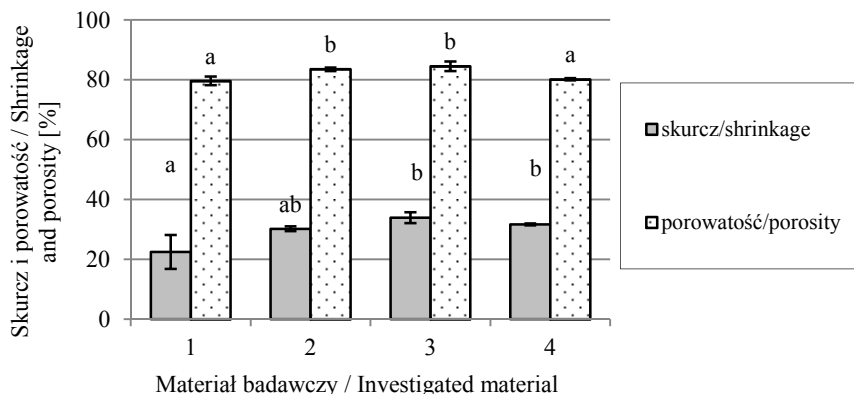 Skurcz i porowatość / Shrinkage
and porosity [%]
100
80
60
40
20
0
a
a
b
ab
b
b
a
b
1
2
3
4
Materiał badawczy / Investigated material
skurcz/shrinkage
porowatość/porosity